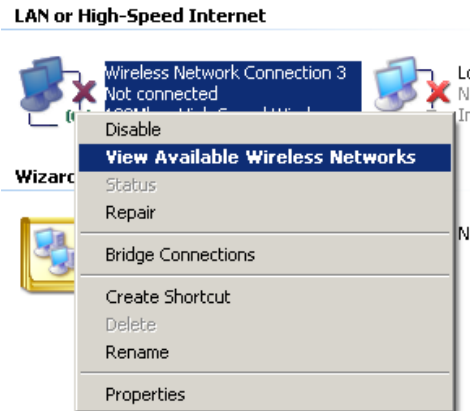 LAN or High-Speed Internet
Wireless Network Connection 3
Not connected
Disable
View Available Wireless Networks
Wizard
Status
Repair
Bridge Connections
Create Shortcut
Delete
Rename
Properties